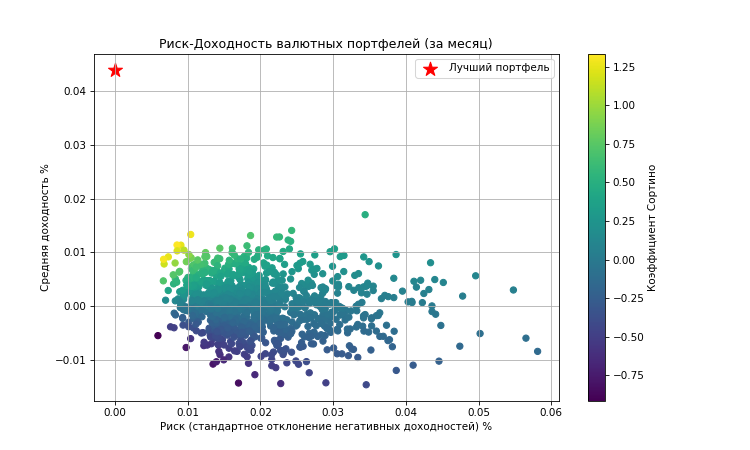 Риск-Доходность валютных портфелей (за месяц)
Лучший портфель
Средняя доходность %
0.04
0.03
0.02
0.01
0.00
−0.01
0.00 0.01 0.02 0.03 0.04 0.05 0.06
Риск (стандартное отклонение негативных доходностей) %
1.25
1.00
0.75
0.50
0.25
0.00
−0.25
−0.50
−0.75
Коэффициент Сортино